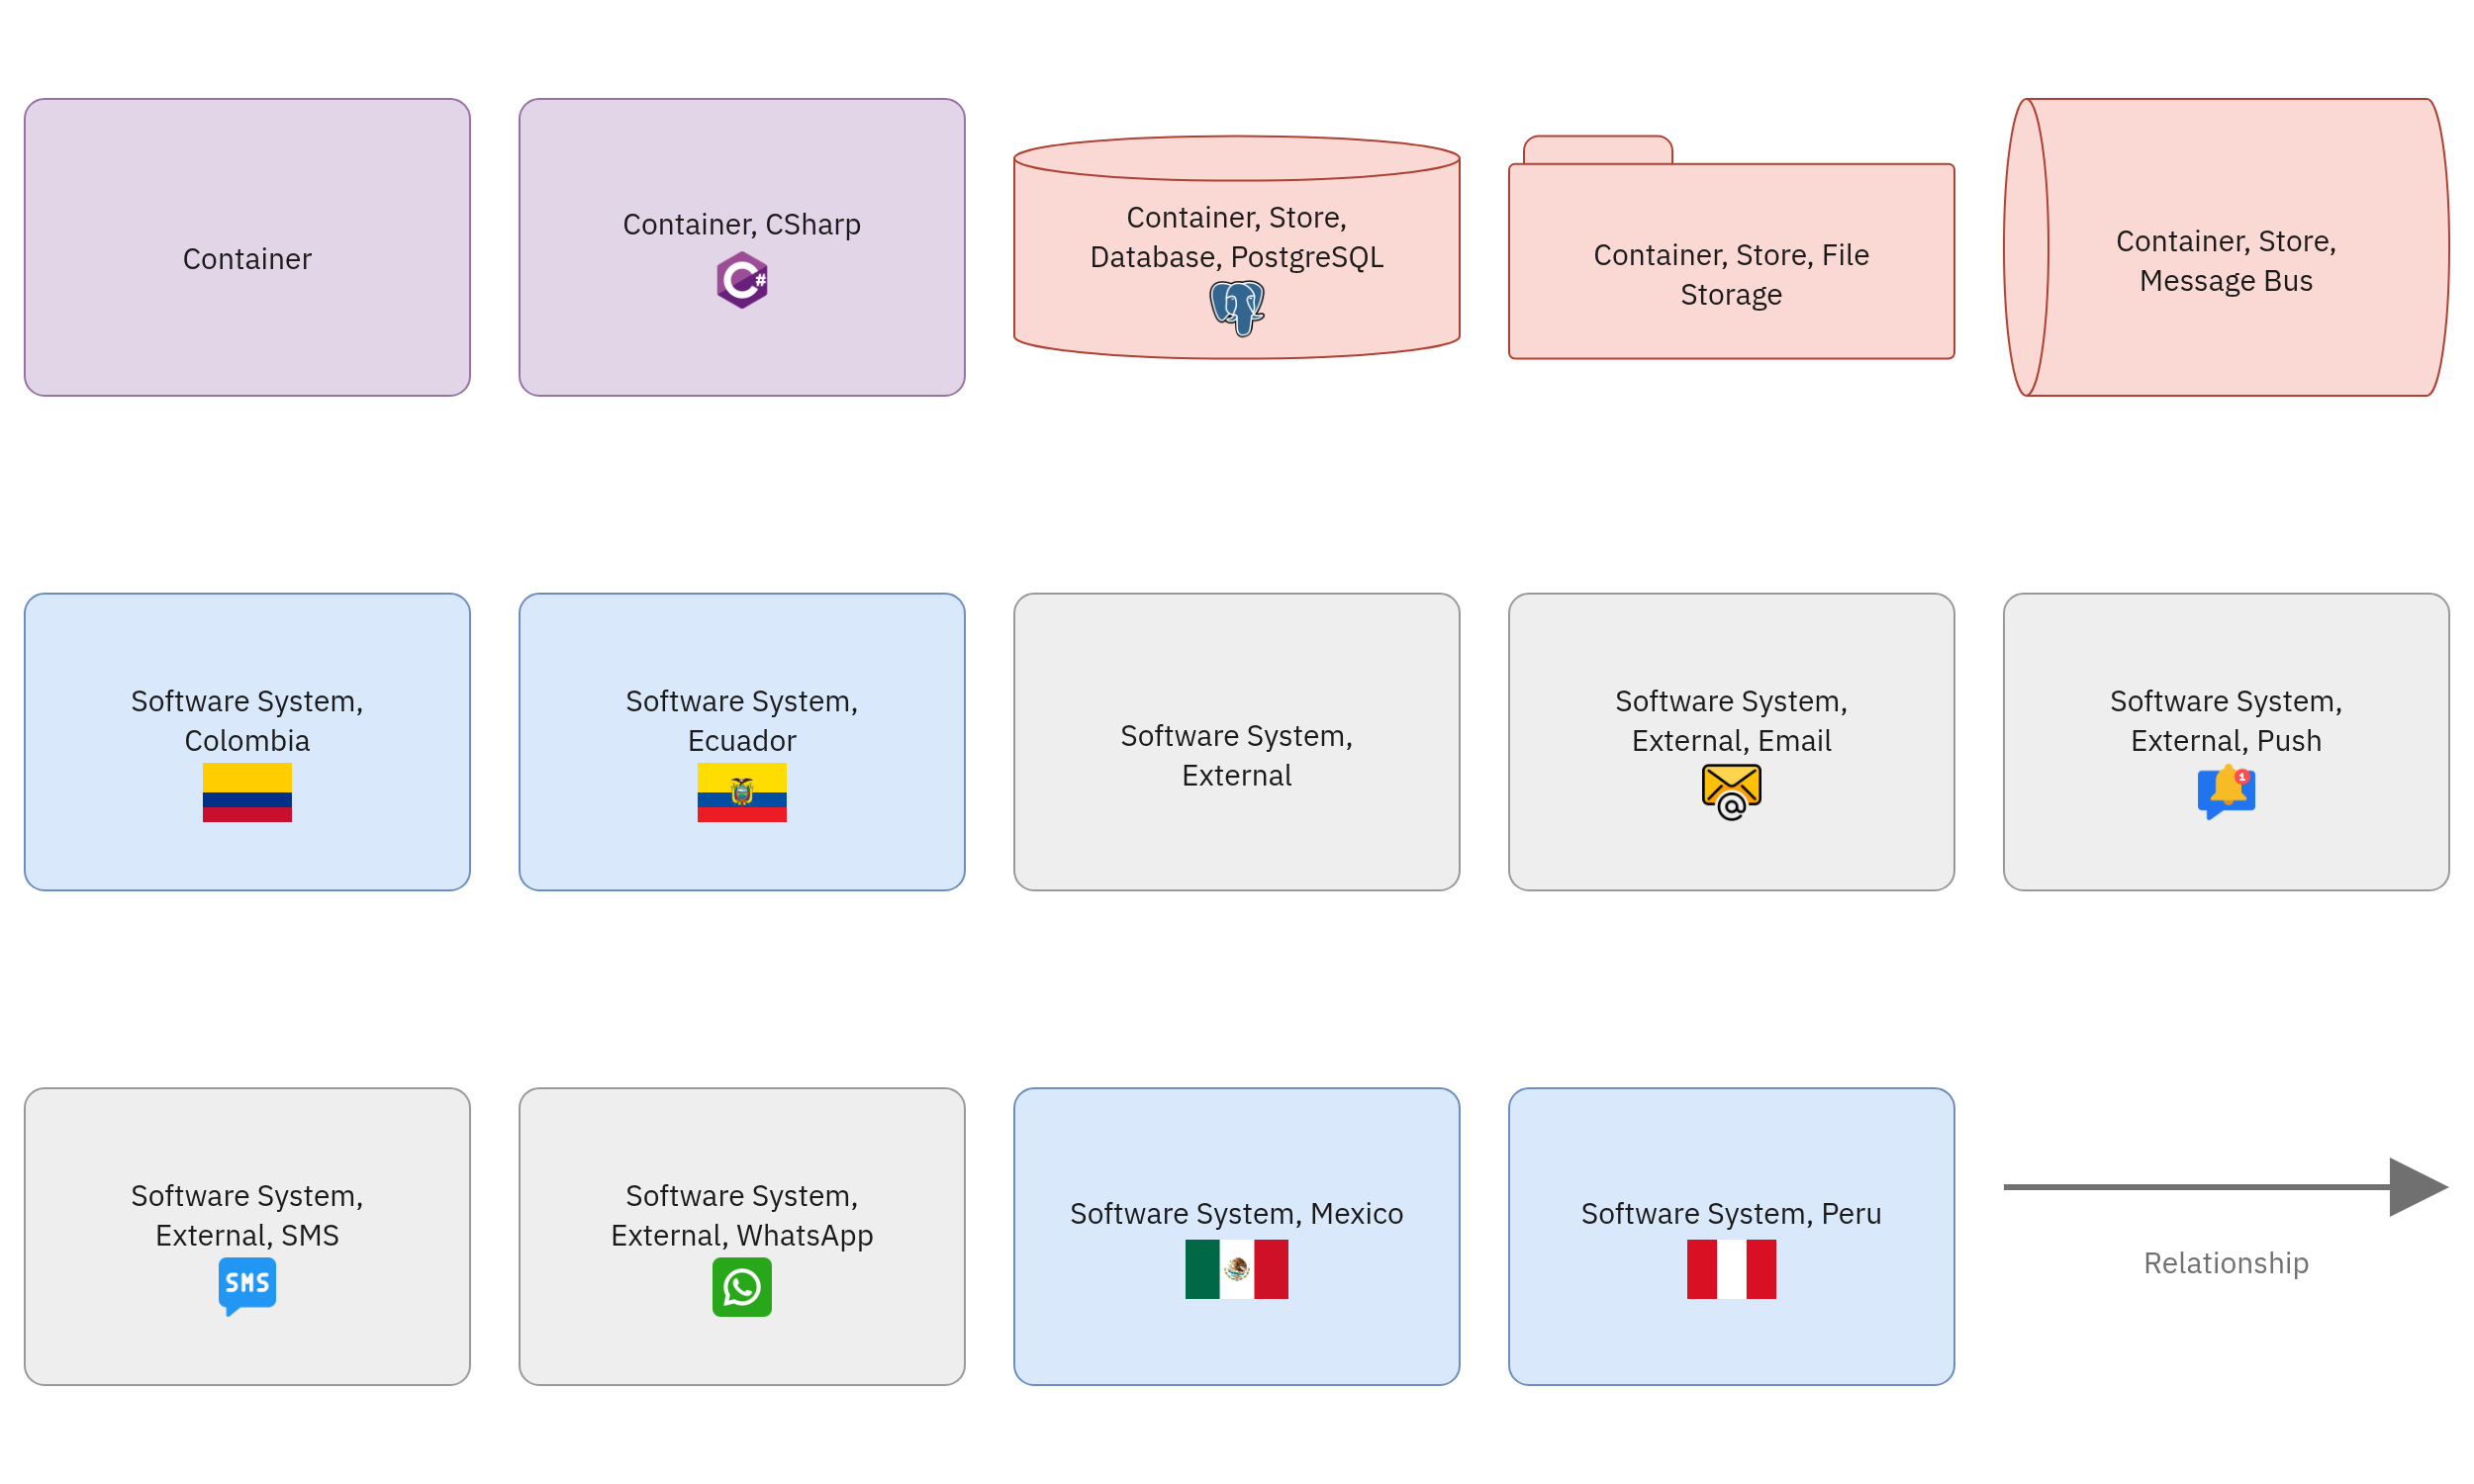 Container
Container, CSharp
C#
Container, Store,
Database, PostgreSQL
Container, Store, File
Storage
Container, Store,
Message Bus
Software System,
Colombia
Software System,
Ecuador
Software System,
External
Software System,
External, Email
@
Software System,
External, Push
1
Software System,
External, SMS
SMS
Software System,
External, WhatsApp
Software System, Mexico
Software System, Peru
Relationship